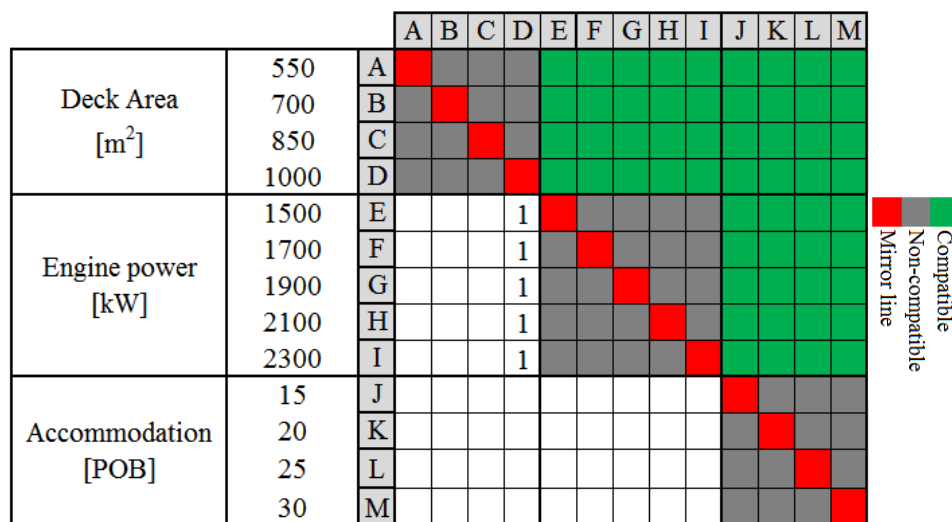 A B C D E F G H I J K L M
Deck Area
[m²]
550 A
700 B
850 C
1000 D
Engine power
[kW]
1500 E 1
1700 F 1
1900 G 1
2100 H 1
2300 I 1
Accommodation
[POB]
15 J
20 K
25 L
30 M
Compatible
Non-compatible
Mirror line